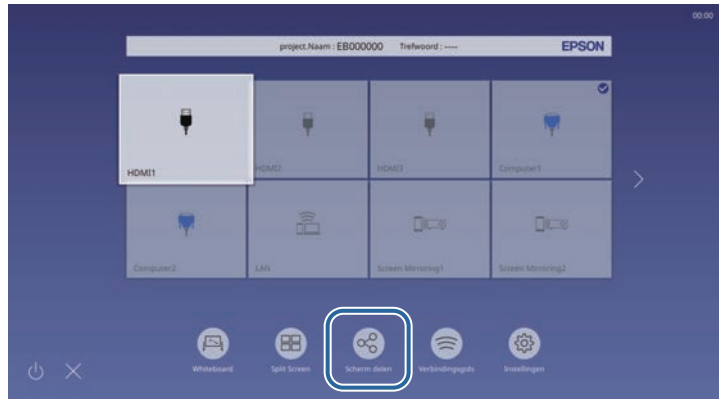 00:00
project.Naam : EB000000 Trefwoord : ---- EPSON
HDMI1 HDMI2 HDMI3 Computer1
Computer2 LAN Screen Mirroring1 Screen Mirroring2
Whiteboard Split Screen Scherm delen Verbindingsgids Instellingen